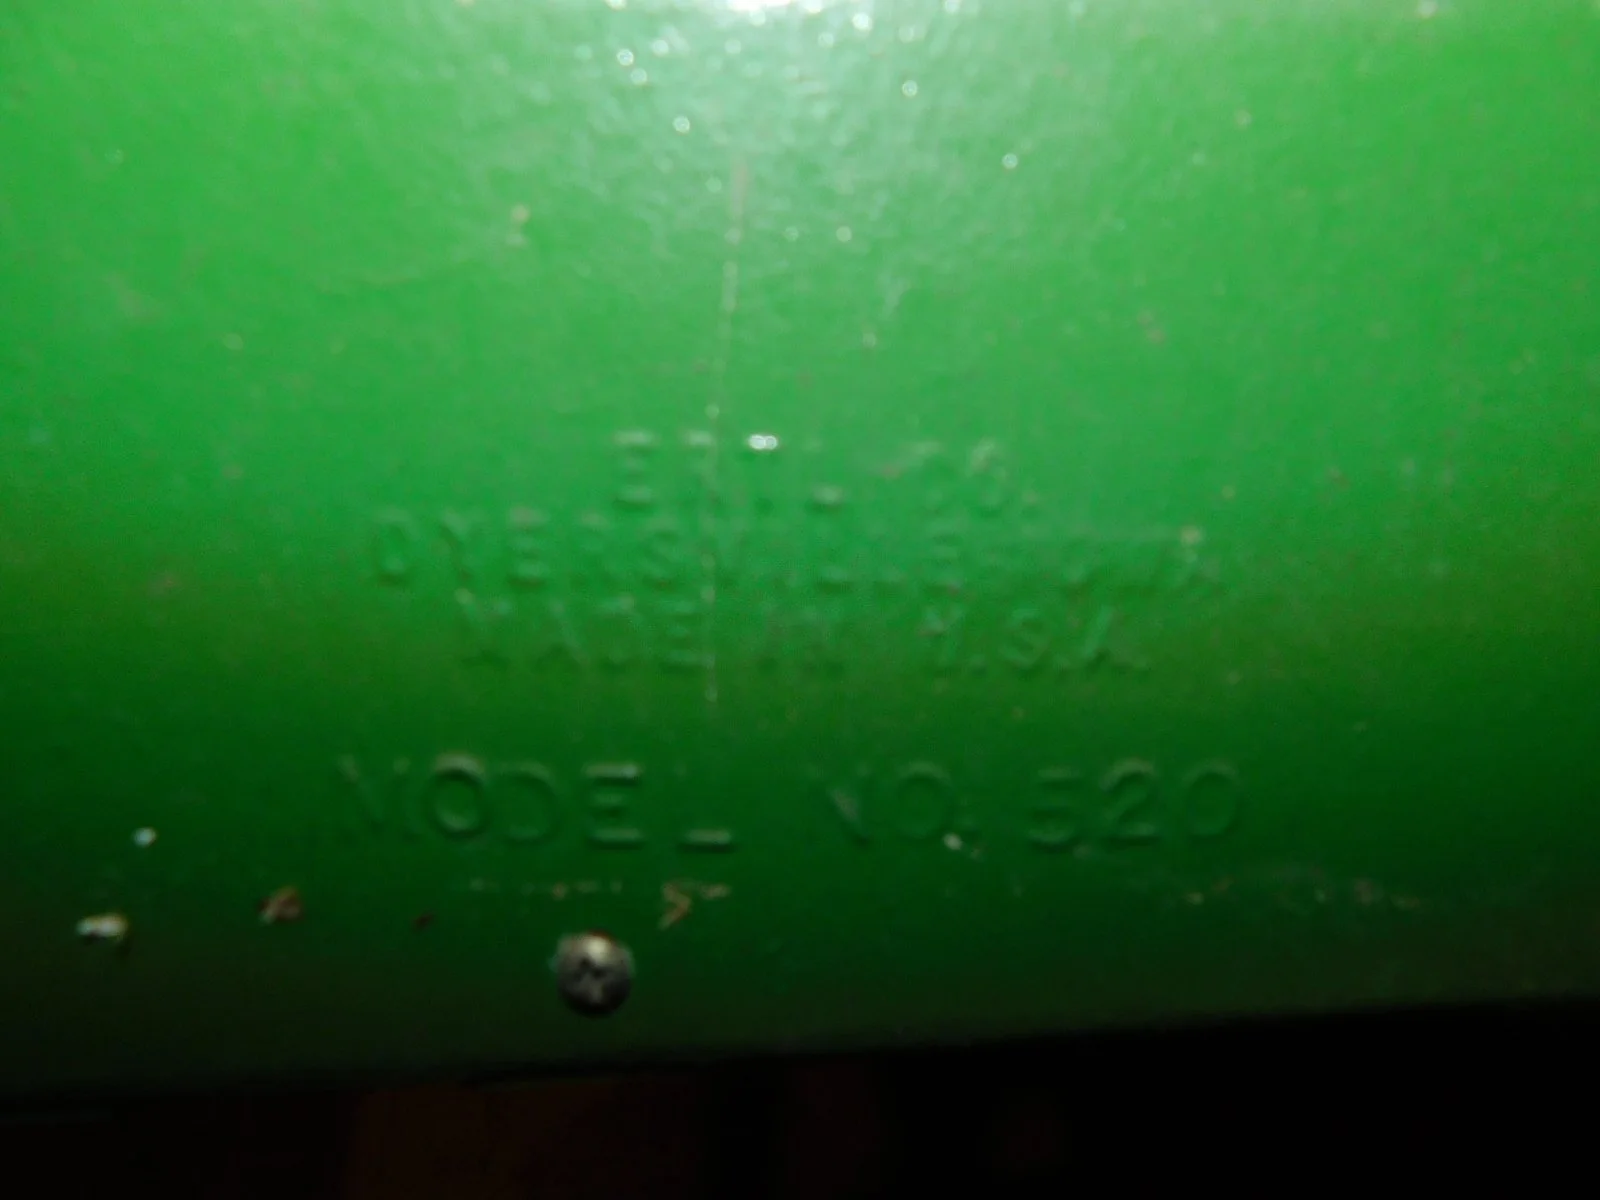 ERTL CO.
DYERSVILLE IOWA
MADE IN U.S.A.
MODEL NO. 520